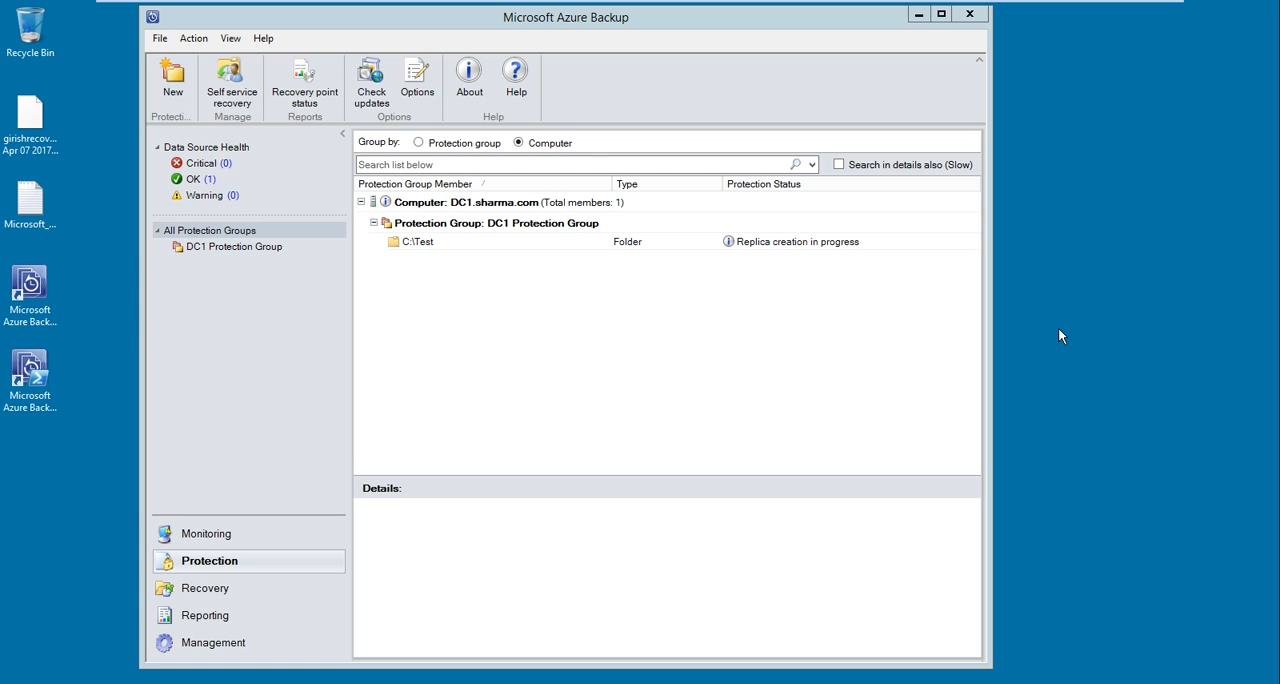 Recycle Bin
girishrecov...
Apr 07 2017...
Microsoft_...
Microsoft
Azure Back...
Microsoft
Azure Back...
Microsoft Azure Backup
File Action View Help
New
Self service recovery
Recovery point status
Check updates
Options
About
Help
Protecti... Manage Reports Options Help
Data Source Health
Critical (0)
OK (1)
Warning (0)
All Protection Groups
DC1 Protection Group
Group by: Protection group Computer
Search list below Search in details also (Slow)
Protection Group Member / Type Protection Status
Computer: DC1.sharma.com (Total members: 1)
Protection Group: DC1 Protection Group
C:\Test Folder Replica creation in progress
Details:
Monitoring
Protection
Recovery
Reporting
Management